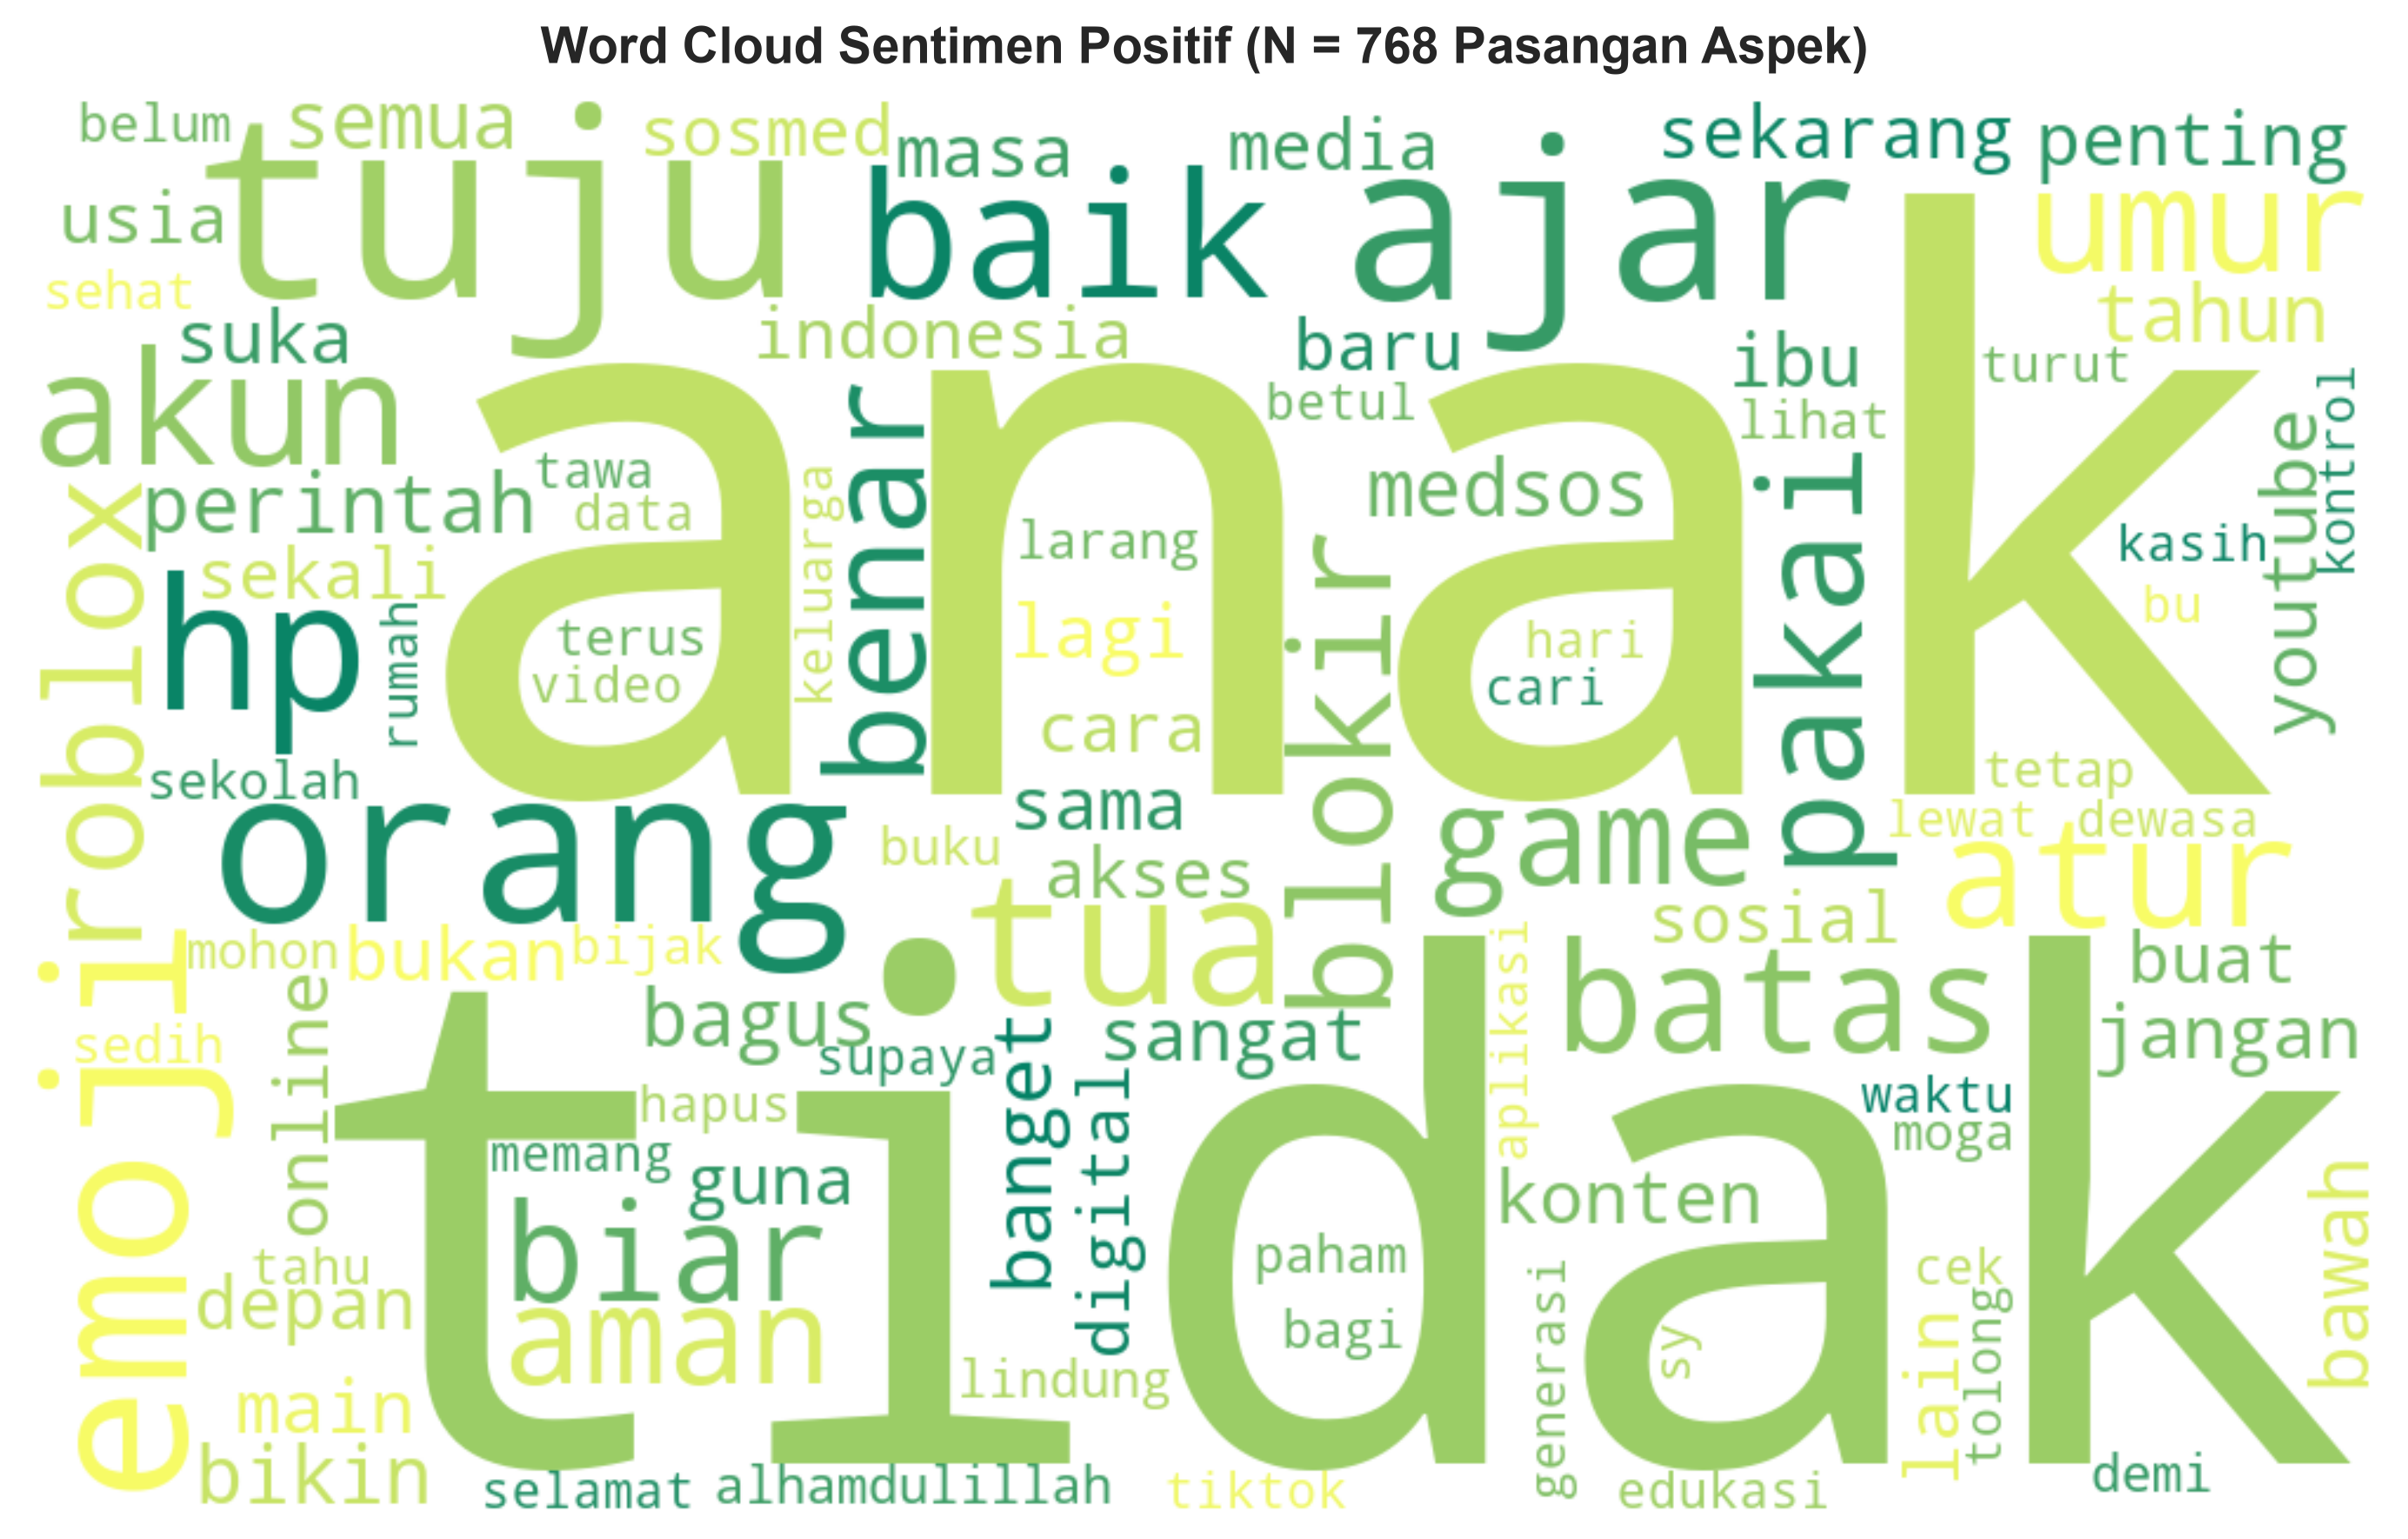 Word Cloud Sentimen Positif (N = 768 Pasangan Aspek)
belum
semua
sosmed
masa
media
sekarang
penting
usia
tuju
baik
ajar
umur
sehat
suka
indonesia
baru
ibu
tahun
turut
akun
anak
betul
lihat
kontrol
perintah
tawa
data
keluarga
benar
larang
medsos
pakai
youtube
kasih
roblox
sekali
hp
rumah
terus
video
lagi
cara
blokir
hari
cari
bu
sekolah
sama
tetap
orang
buku
akses
game
lewat
dewasa
tua
atur
mohon
bukan
bijak
sosial
aplikasi
batas
buat
emoji
sedih
online
bagus
supaya
banget
sangat
jangan
hapus
tidak
digital
waktu
moga
memang
guna
konten
bawah
tahu
depan
biar
aman
paham
bagi
generasi
sy
cek
lain
tolong
main
lindung
bikin
selamat
alhamdulillah
tiktok
edukasi
demi